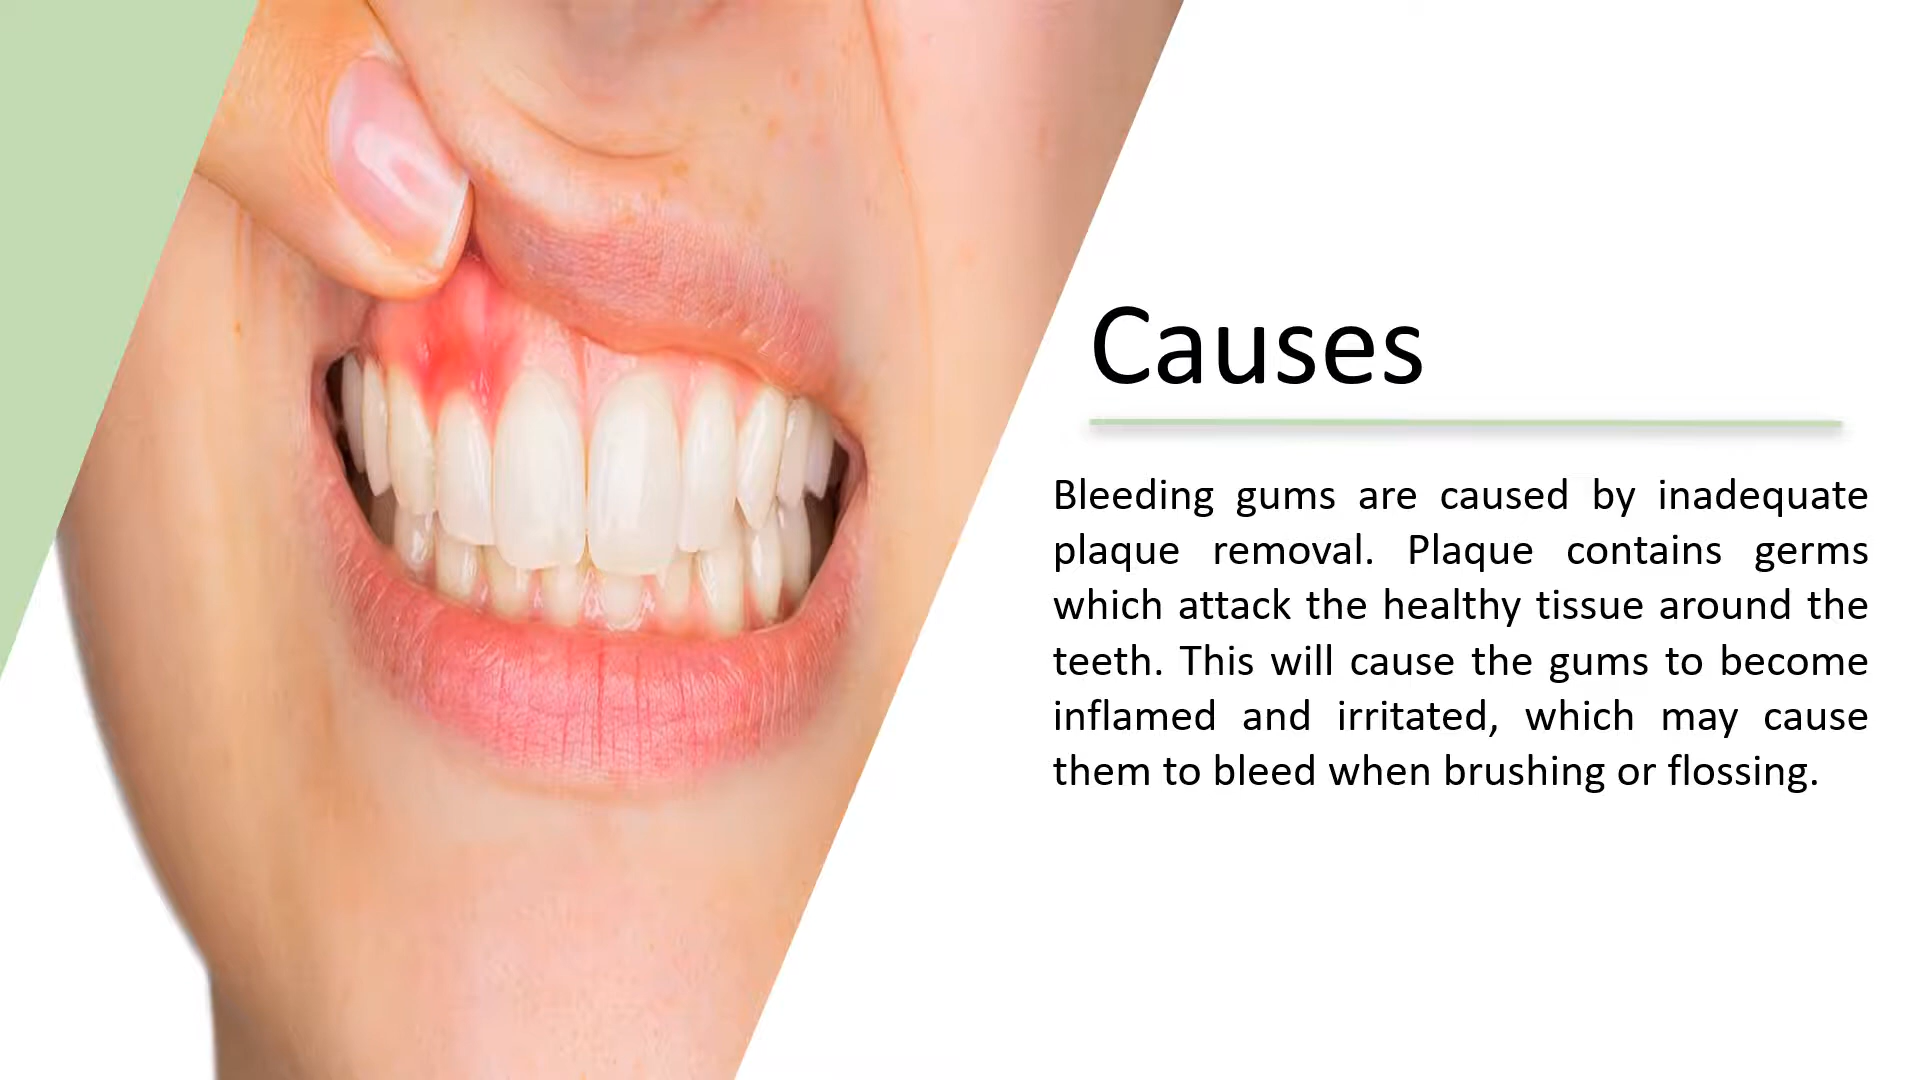 Causes
Bleeding gums are caused by inadequate
plaque removal. Plaque contains germs
which attack the healthy tissue around the
teeth. This will cause the gums to become
inflamed and irritated, which may cause
them to bleed when brushing or flossing.